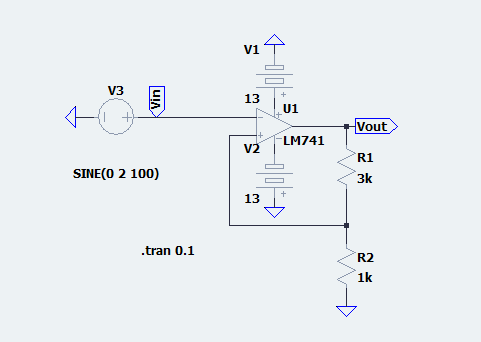 V1
V3
Vin
13
U1
Vout
V2
LM741
R1
3k
SINE(0 2 100)
13
.tran 0.1
R2
1k